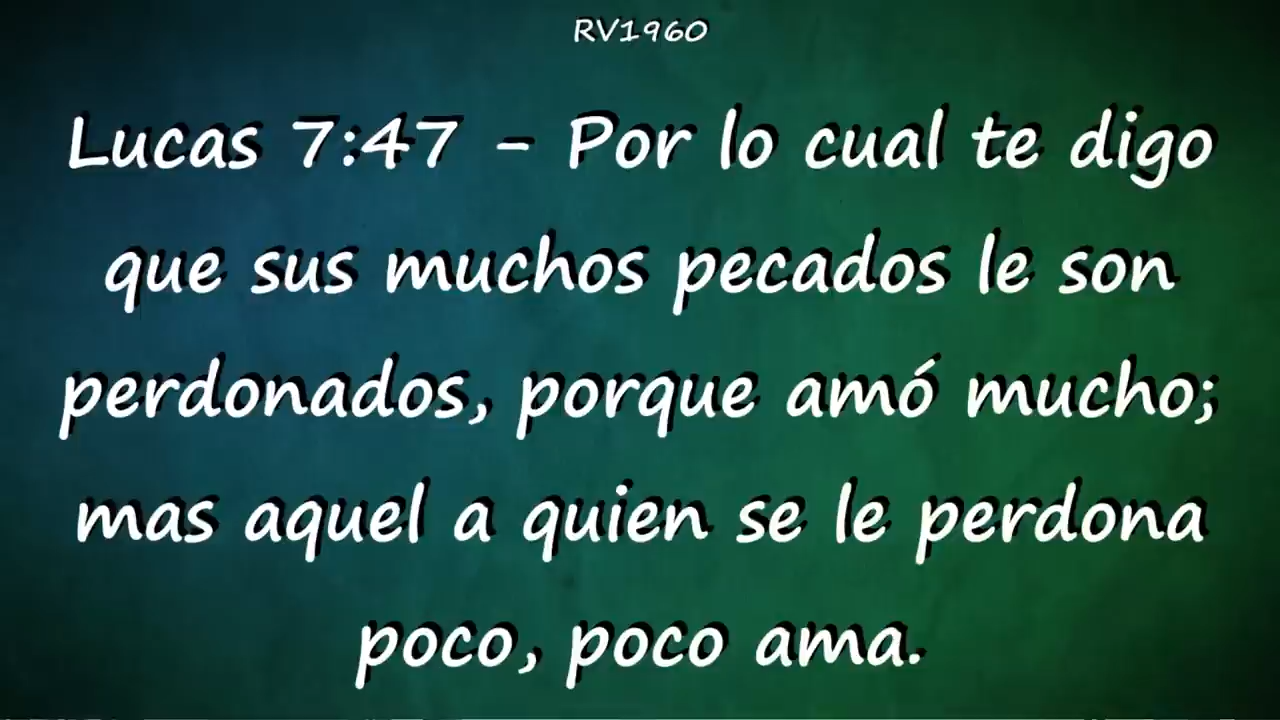 RV1960
Lucas 7:47 - Por lo cual te digo
que sus muchos pecados le son
perdonados, porque amó mucho;
mas aquel a quien se le perdona
poco, poco ama.